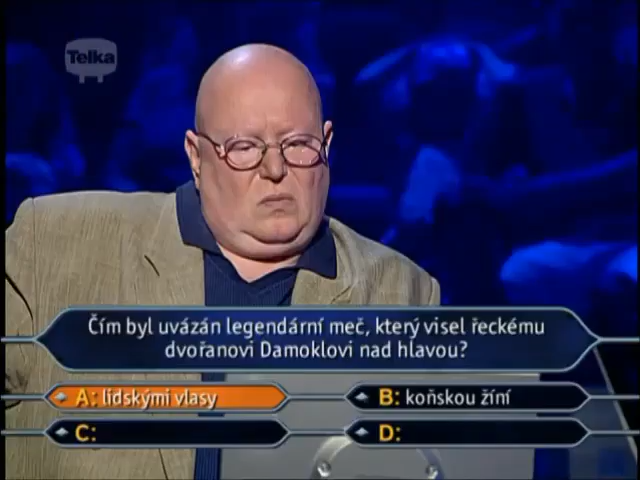 Telka
Čím byl uvázán legendární meč, který visel řeckému
dvořanovi Damoklovi nad hlavou?
A: lidskými vlasy
B: koňskou žíní
C:
D: